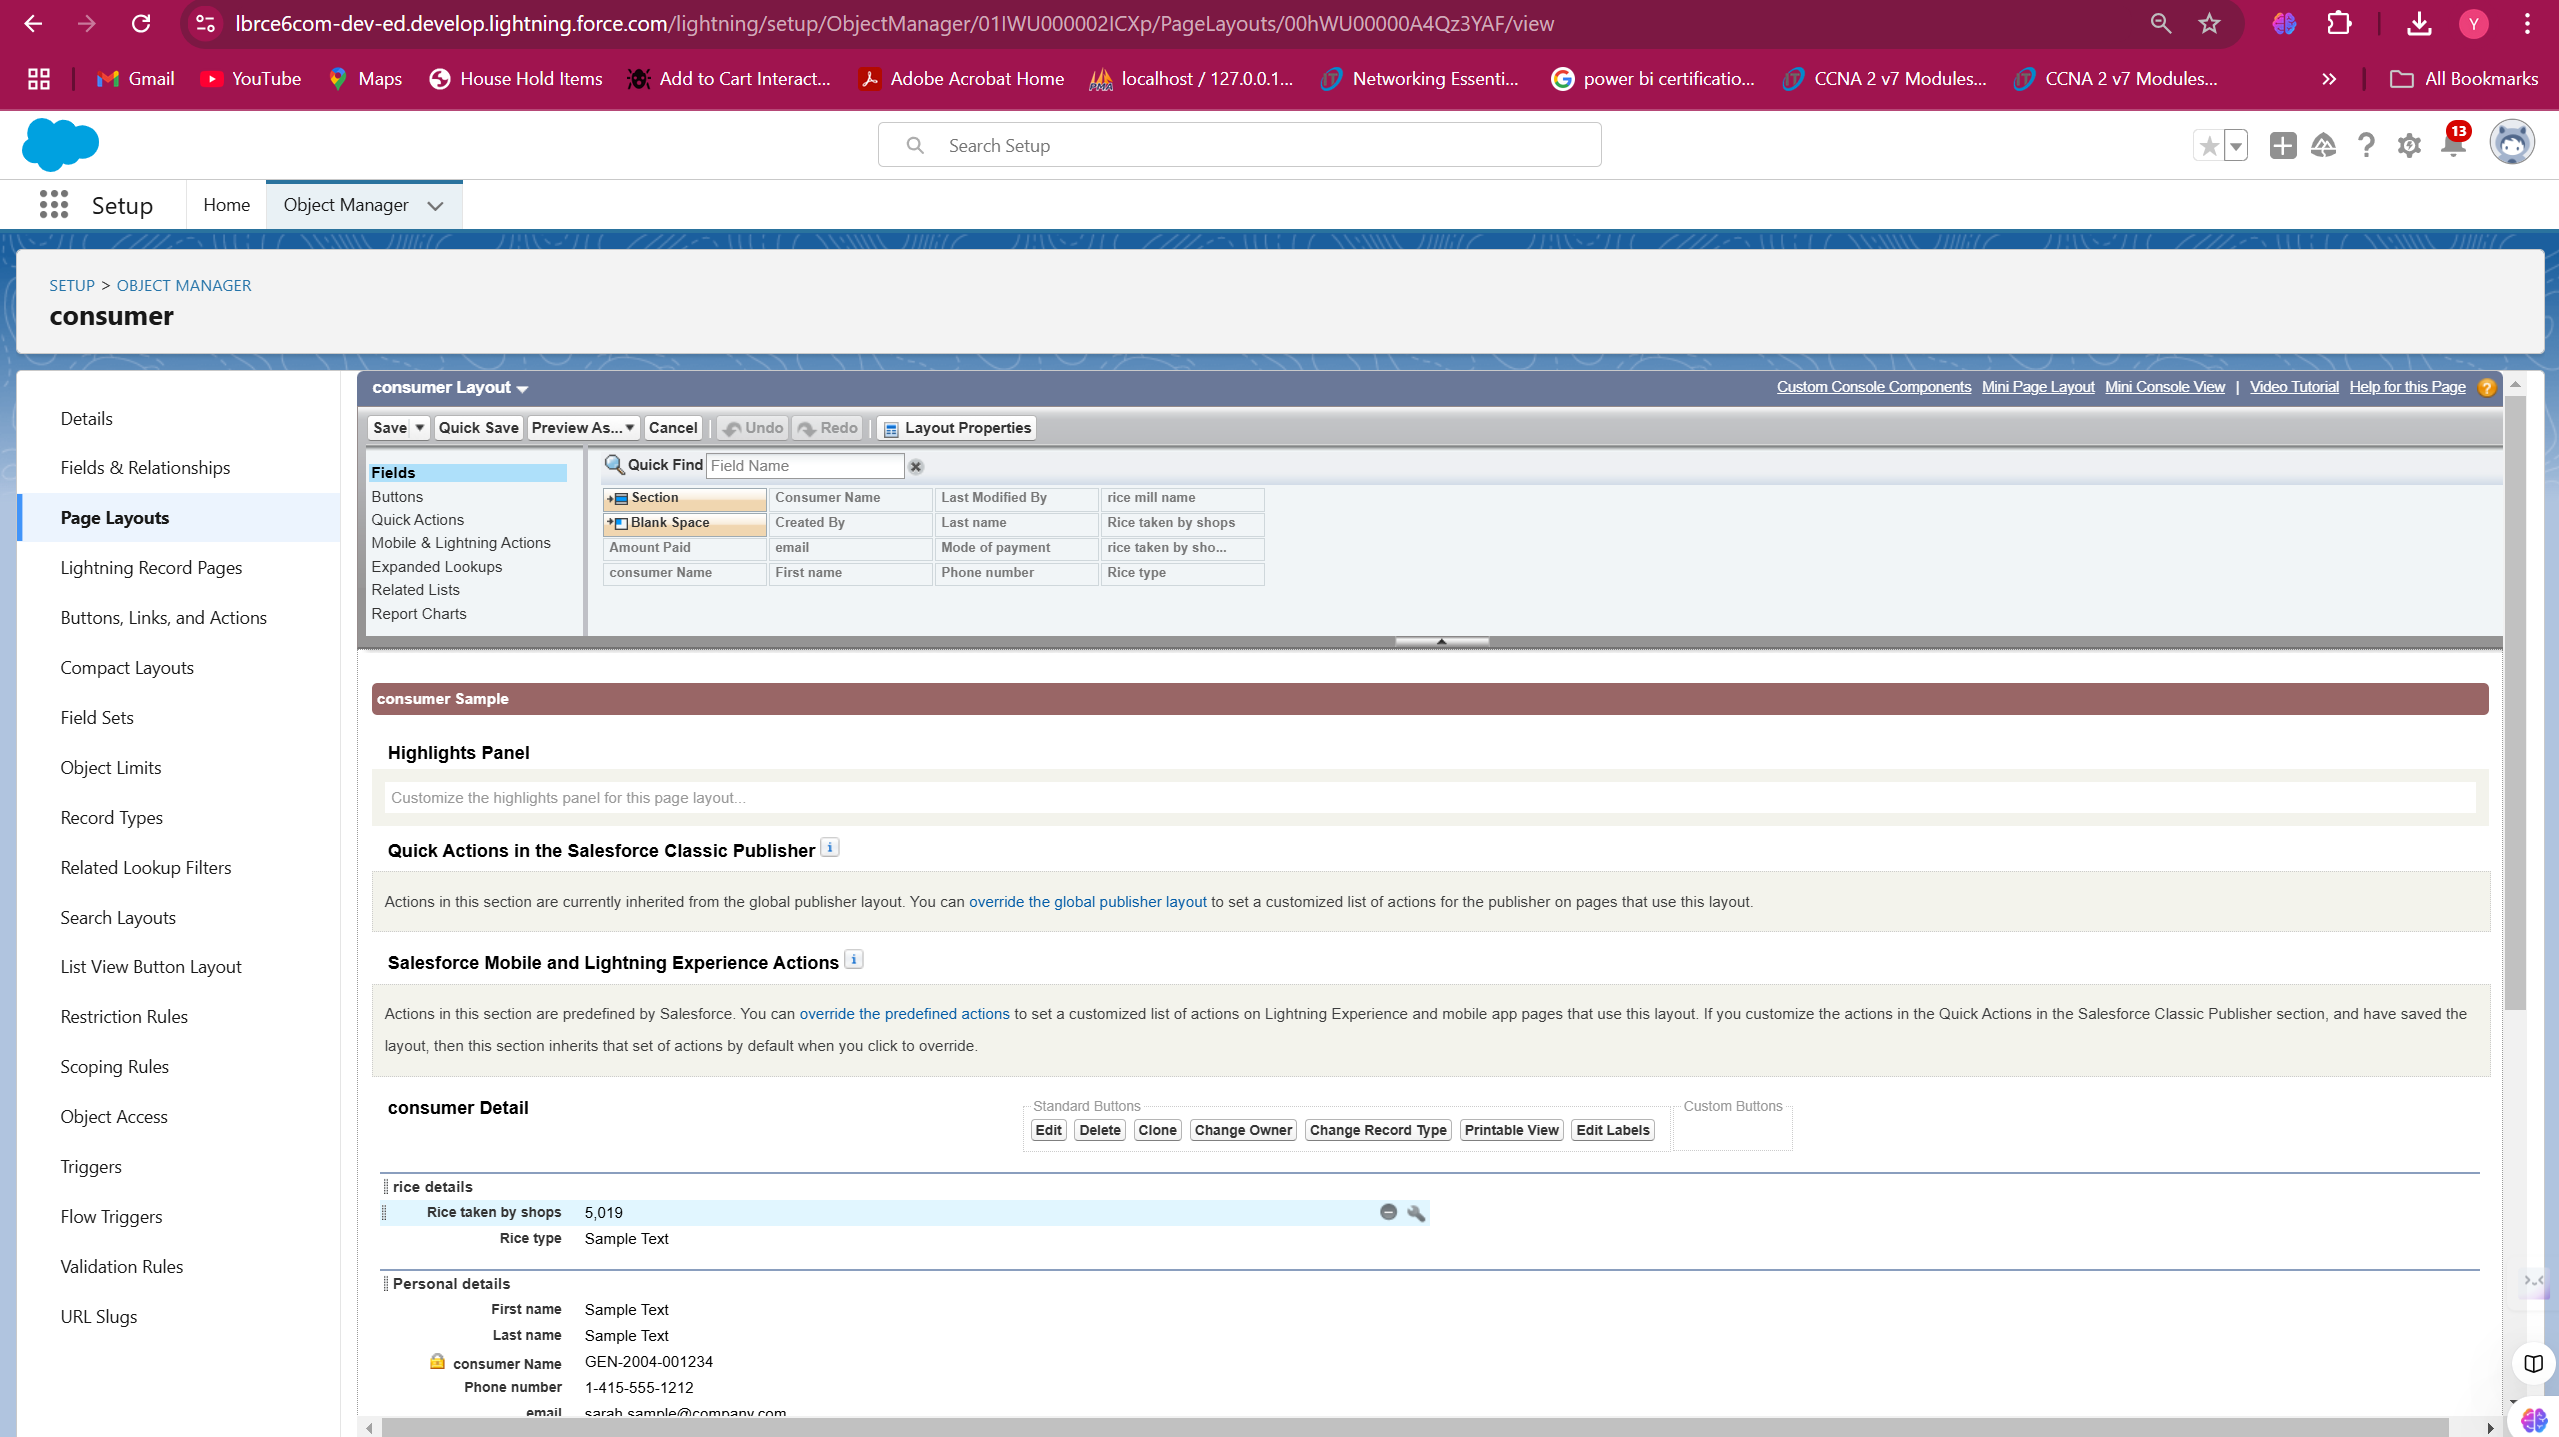 lbrce6com-dev-ed.develop.lightning.force.com/lightning/setup/ObjectManager/01IWU000002ICXp/PageLayouts/00hWU00000A4Qz3YAF/view
Y
Gmail YouTube Maps House Hold Items Add to Cart Interact... Adobe Acrobat Home localhost / 127.0.0.1... Networking Essenti... power bi certificatio... CCNA 2 v7 Modules... CCNA 2 v7 Modules... All Bookmarks
Search Setup
13
Setup Home Object Manager
SETUP > OBJECT MANAGER
consumer
Details
Fields & Relationships
Page Layouts
Lightning Record Pages
Buttons, Links, and Actions
Compact Layouts
Field Sets
Object Limits
Record Types
Related Lookup Filters
Search Layouts
List View Button Layout
Restriction Rules
Scoping Rules
Object Access
Triggers
Flow Triggers
Validation Rules
URL Slugs
consumer Layout
Custom Console Components Mini Page Layout Mini Console View | Video Tutorial Help for this Page ?
Save Quick Save Preview As... Cancel Undo Redo Layout Properties
Fields
Buttons
Quick Actions
Mobile & Lightning Actions
Expanded Lookups
Related Lists
Report Charts
Quick Find Field Name
Section Consumer Name Last Modified By rice mill name
Blank Space Created By Last name Rice taken by shops
Amount Paid email Mode of payment rice taken by sho...
consumer Name First name Phone number Rice type
consumer Sample
Highlights Panel
Customize the highlights panel for this page layout...
Quick Actions in the Salesforce Classic Publisher i
Actions in this section are currently inherited from the global publisher layout. You can override the global publisher layout to set a customized list of actions for the publisher on pages that use this layout.
Salesforce Mobile and Lightning Experience Actions i
Actions in this section are predefined by Salesforce. You can override the predefined actions to set a customized list of actions on Lightning Experience and mobile app pages that use this layout. If you customize the actions in the Quick Actions in the Salesforce Classic Publisher section, and have saved the
layout, then this section inherits that set of actions by default when you click to override.
consumer Detail
Standard Buttons Custom Buttons
Edit Delete Clone Change Owner Change Record Type Printable View Edit Labels
rice details
Rice taken by shops 5,019
Rice type Sample Text
Personal details
First name Sample Text
Last name Sample Text
consumer Name GEN-2004-001234
Phone number 1-415-555-1212
email sarah.sample@company.com